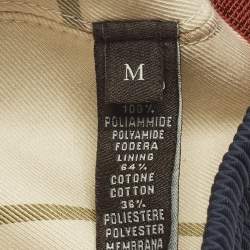 M
100%
POLIAMMIDE
POLYAMIDE
FODERA
LINING
64%
COTONE
COTTON
36%
POLIESTERE
POLYESTER
MEMBRANA